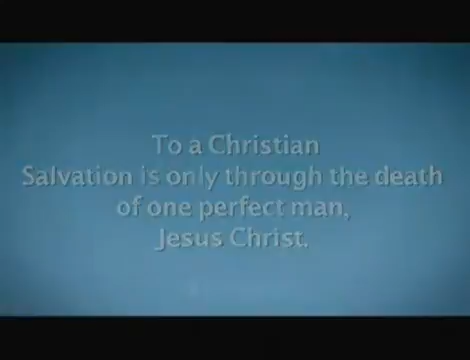 To a Christian
Salvation is only through the death
of one perfect man,
Jesus Christ.